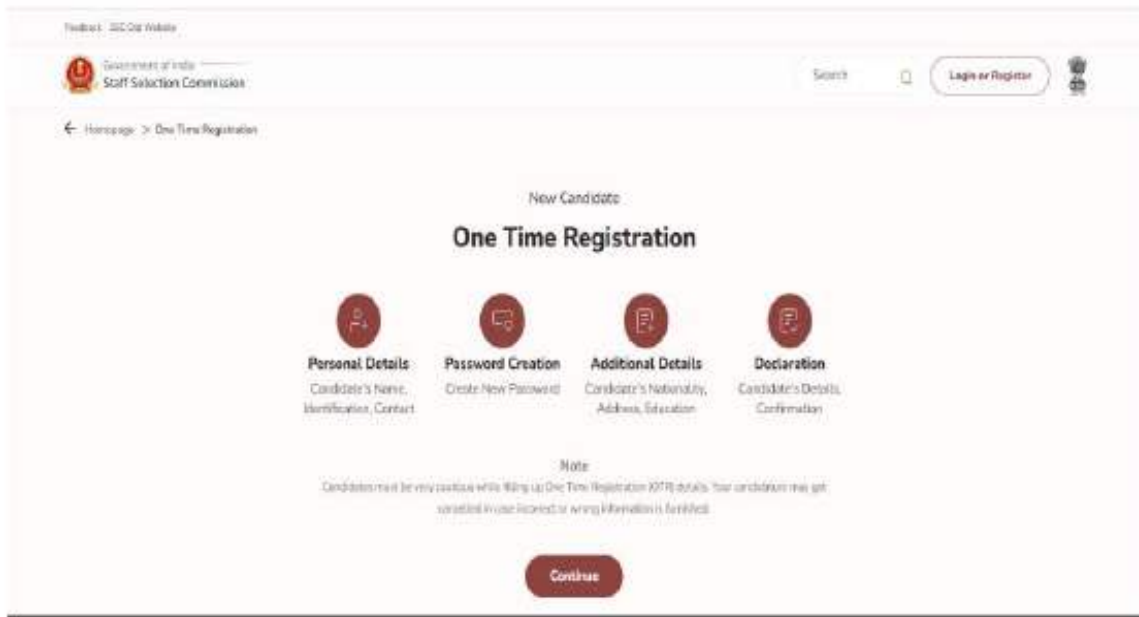 Feedback SSC Old Website
Government of India
Staff Selection Commission
Search
Login or Register
Homepage > One Time Registration
New Candidate
One Time Registration
Personal Details
Candidate's Name,
Identification, Contact
Password Creation
Create New Password
Additional Details
Candidate's Nationality,
Address, Education
Declaration
Candidate's Details,
Confirmation
Note
Candidates must be very cautious while filling up One Time Registration (OTR) details. Your candidature may get
cancelled in case incorrect or wrong information is furnished.
Continue